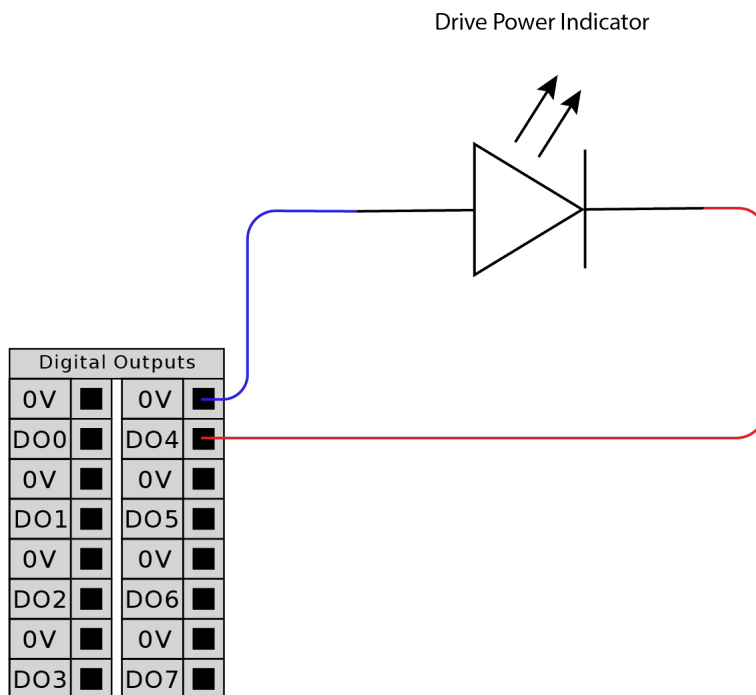 Drive Power Indicator
Digital Outputs
0V 0V
DO0 DO4
0V 0V
DO1 DO5
0V 0V
DO2 DO6
0V 0V
DO3 DO7